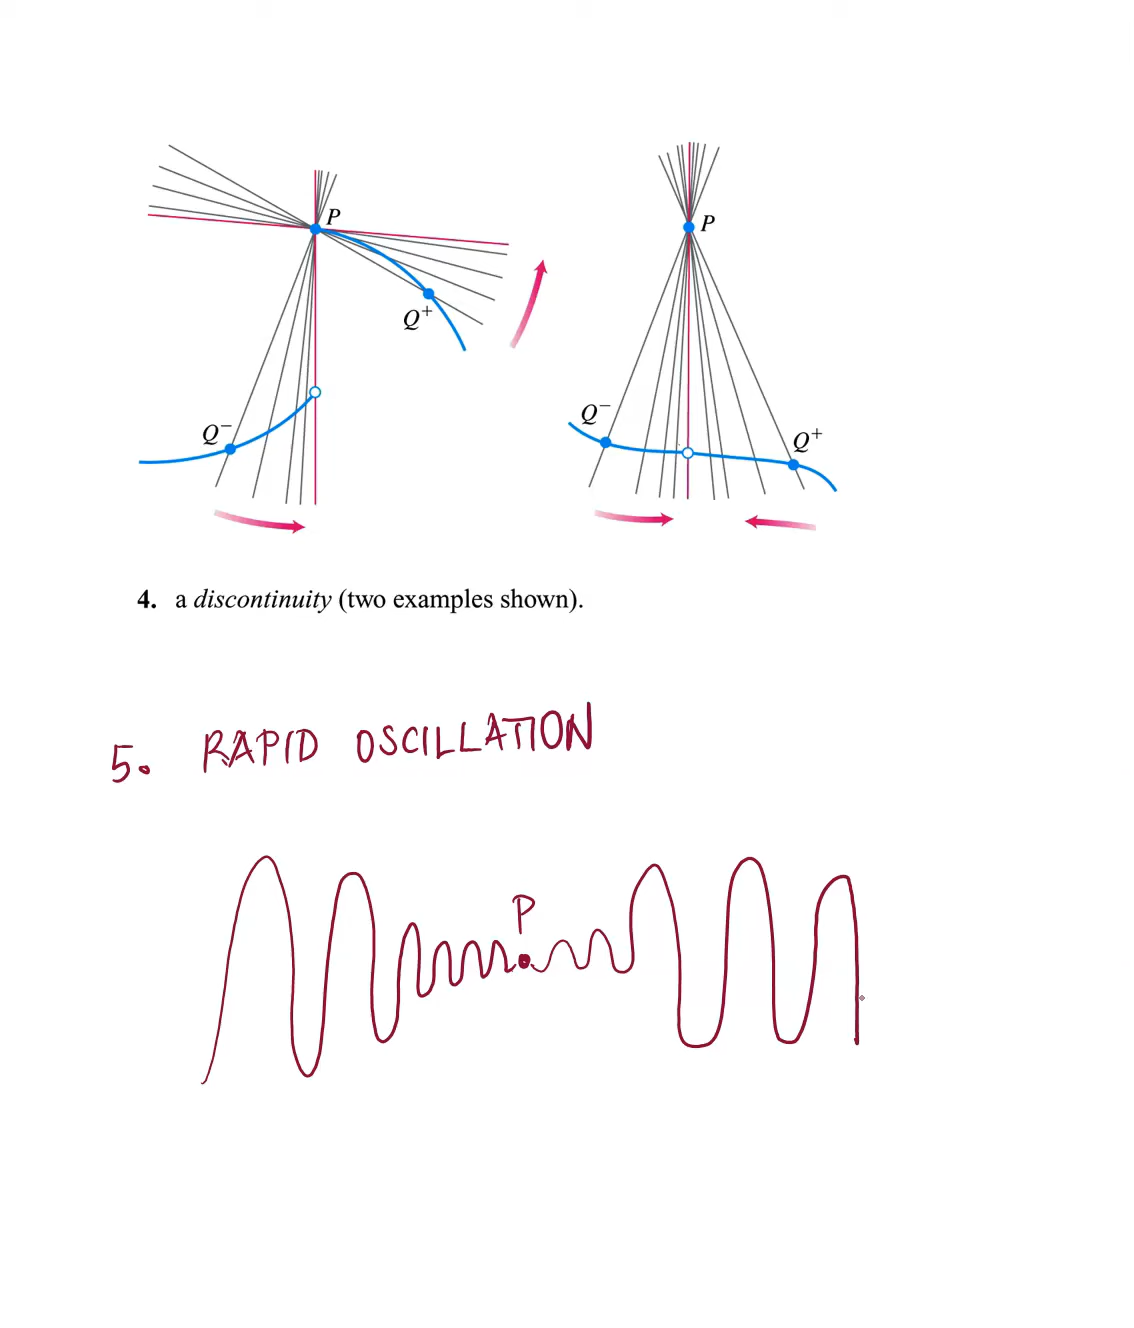 P
P
Q+
Q−
Q−
Q+
4. a discontinuity (two examples shown).
5. RAPID OSCILLATION
P